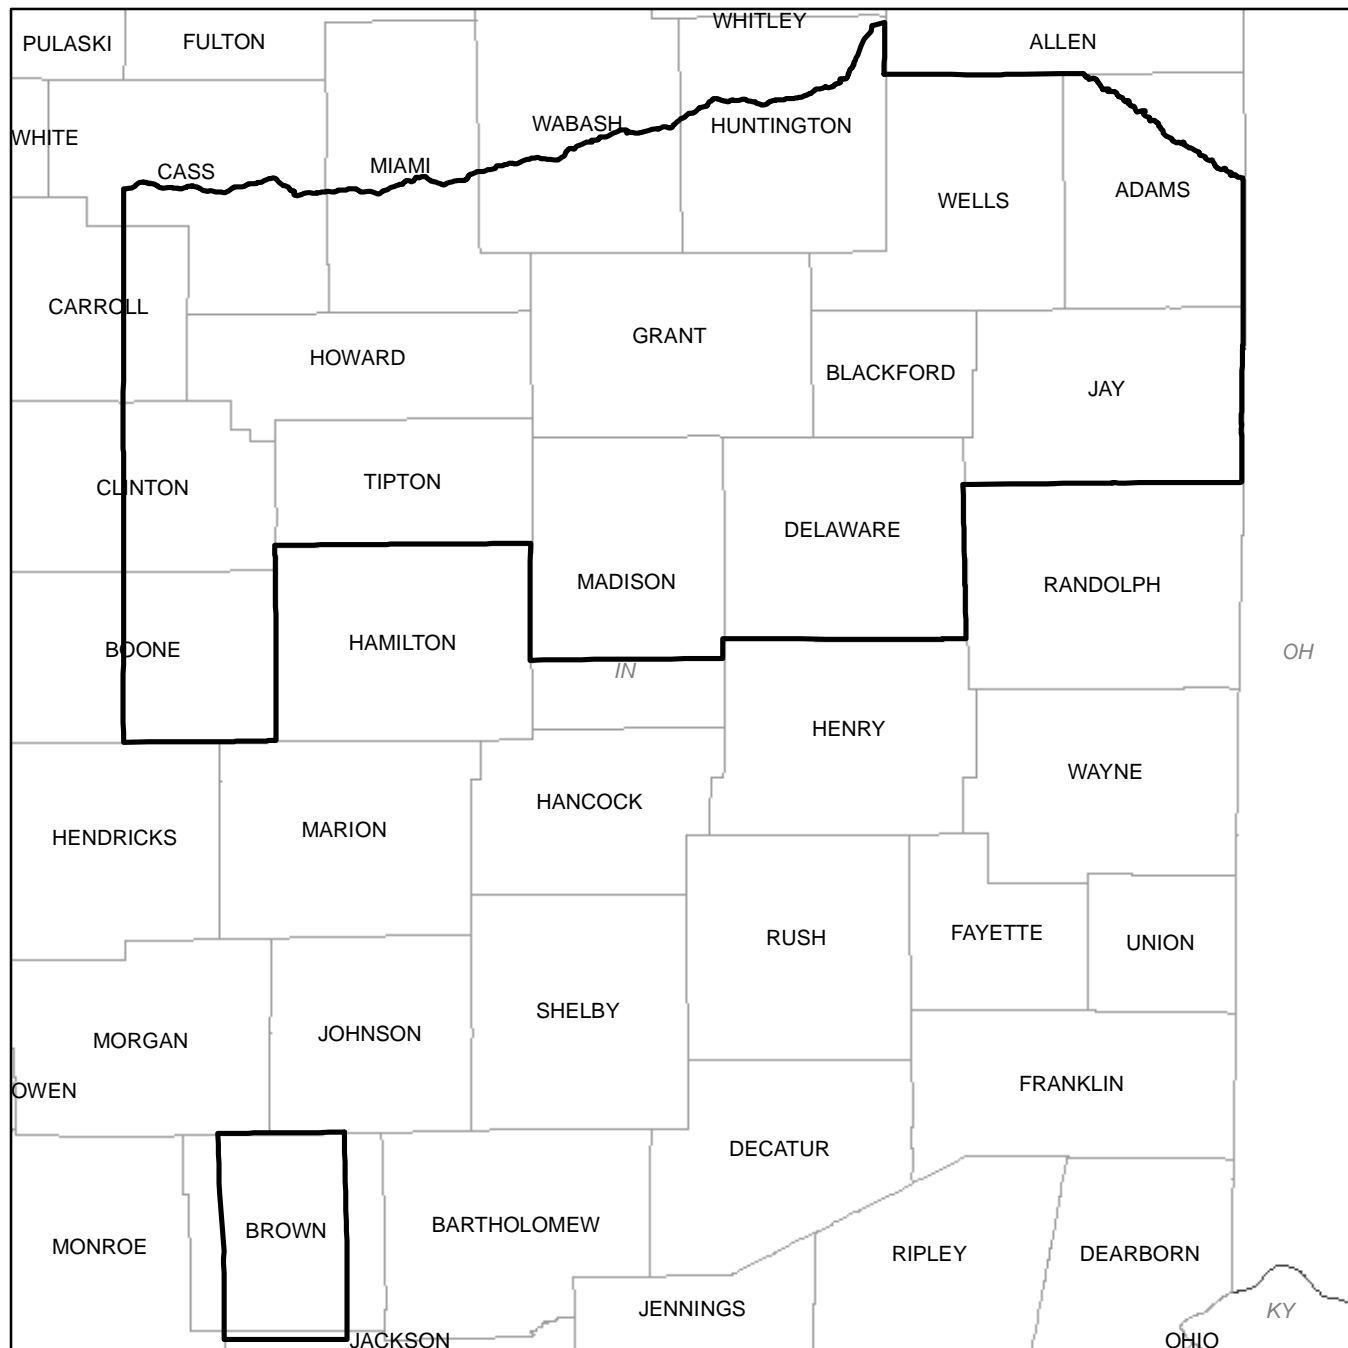 WHITLEY
PULASKI
FULTON
ALLEN
WABASH
HUNTINGTON
WHITE
MIAMI
CASS
ADAMS
WELLS
CARROLL
GRANT
HOWARD
BLACKFORD
JAY
TIPTON
CLINTON
DELAWARE
MADISON
RANDOLPH
HAMILTON
BOONE
OH
IN
HENRY
WAYNE
HANCOCK
MARION
HENDRICKS
FAYETTE
RUSH
UNION
SHELBY
JOHNSON
MORGAN
FRANKLIN
OWEN
DECATUR
BARTHOLOMEW
BROWN
MONROE
RIPLEY
DEARBORN
JENNINGS
KY
JACKSON
OHIO